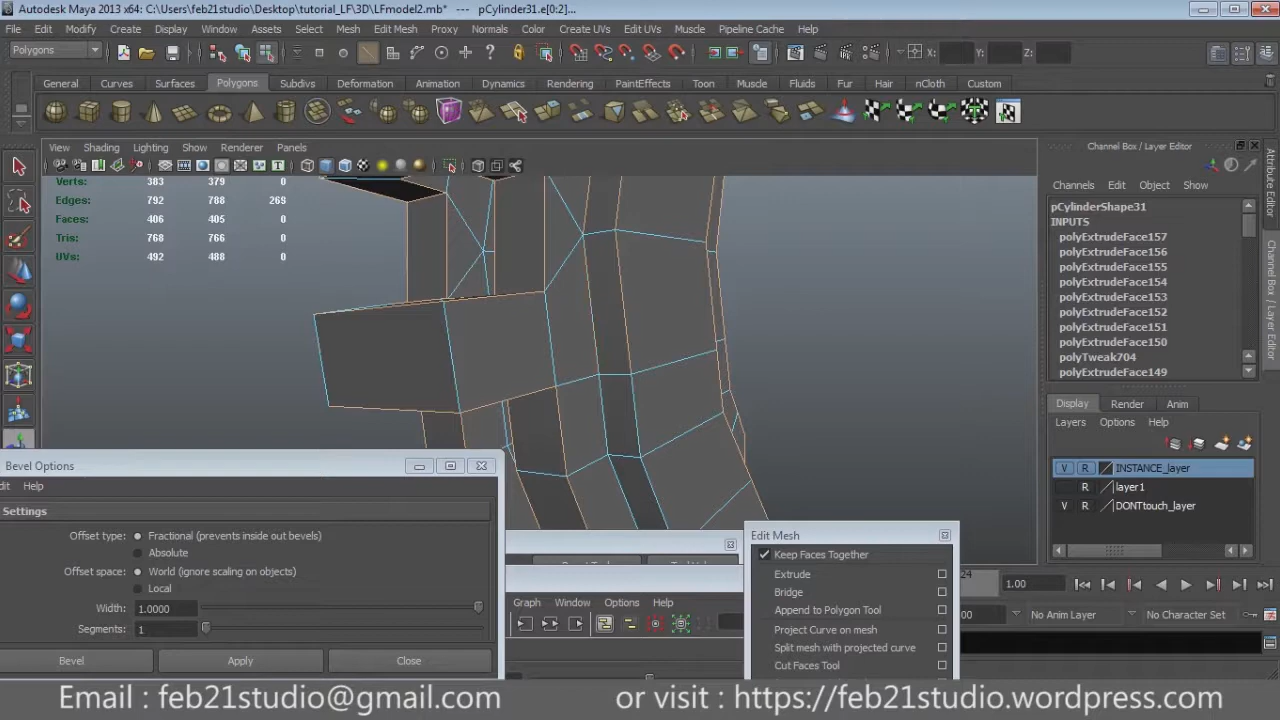 Autodesk Maya 2013 x64: C:\Users\feb21studio\Desktop\tutorial_LF\3D\LFmodel2.mb* --- pCylinder31.e[0:2]...
File Edit Modify Create Display Window Assets Select Mesh Edit Mesh Proxy Normals Color Create UVs Edit UVs Muscle Pipeline Cache Help
Polygons X: Y: Z:
General Curves Surfaces Polygons Subdivs Deformation Animation Dynamics Rendering PaintEffects Toon Muscle Fluids Fur Hair nCloth Custom
View Shading Lighting Show Renderer Panels
Channel Box / Layer Editor
Verts: 383 379 0
Edges: 792 788 269
Faces: 406 405 0
Tris: 768 766 0
UVs: 492 488 0
Channels Edit Object Show
pCylinderShape31
INPUTS
polyExtrudeFace157
polyExtrudeFace156
polyExtrudeFace155
polyExtrudeFace154
polyExtrudeFace153
polyExtrudeFace152
polyExtrudeFace151
polyExtrudeFace150
polyTweak704
polyExtrudeFace149
Attribute Editor
Channel Box / Layer Editor
Display Render Anim
Layers Options Help
V R INSTANCE_layer
R layer1
V R DONTtouch_layer
Bevel Options
Help
Settings
Offset type: Fractional (prevents inside out bevels)
Absolute
Offset space: World (ignore scaling on objects)
Local
Width: 1.0000
Segments: 1
Bevel Apply Close
Graph Window Options Help
Edit Mesh
Keep Faces Together
Extrude
Bridge
Append to Polygon Tool
Project Curve on mesh
Split mesh with projected curve
Cut Faces Tool
24 1.00
No Anim Layer No Character Set
Email : feb21studio@gmail.com or visit : https://feb21studio.wordpress.com